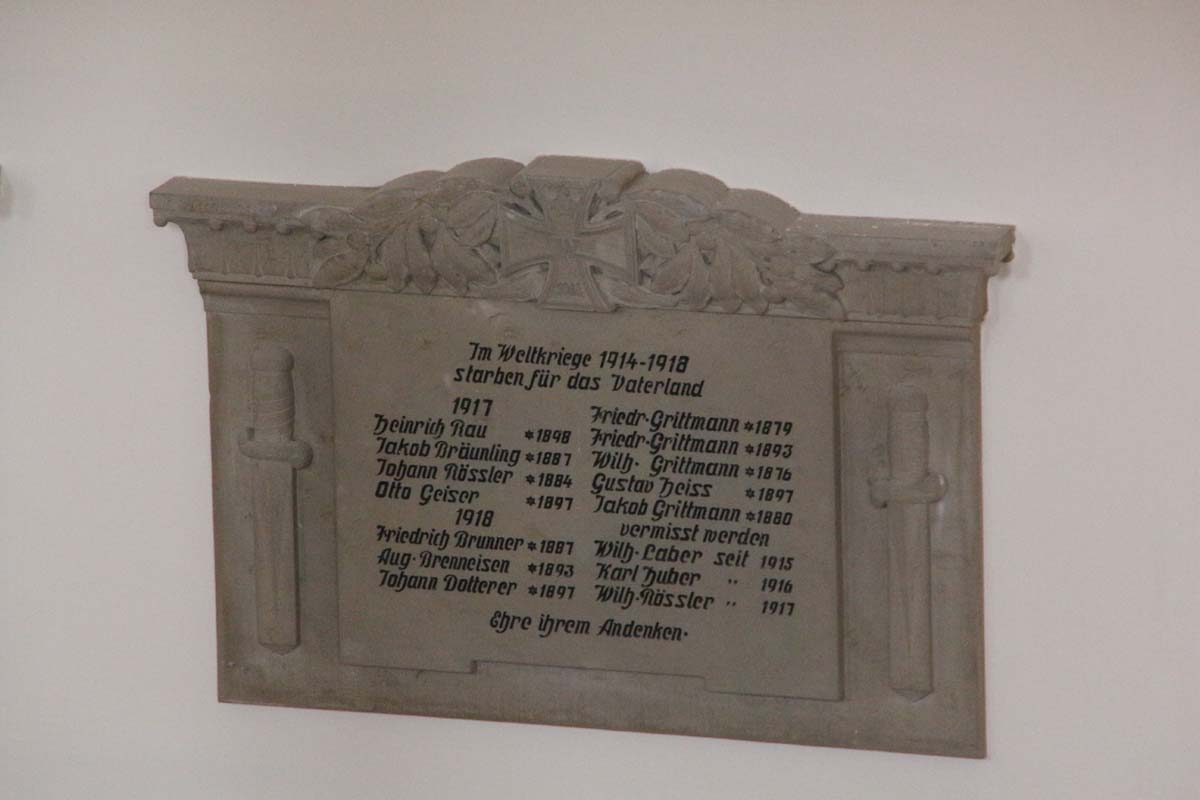 Im Weltkriege 1914-1918
starben für das Vaterland
1917
Heinrich Rau *1898
Jakob Bräunling *1887
Johann Rössler *1884
Otto Geiser *1897
1918
Friedrich Brunner *1887
Aug. Brenneisen *1893
Johann Dotterer *1897
Friedr. Grittmann *1879
Friedr. Grittmann *1893
Wilh. Grittmann *1876
Gustav Heiss *1897
Jakob Grittmann *1880
vermisst werden
Wilh. Laber seit 1915
Karl Huber " 1916
Wilh. Rössler " 1917
Ehre ihrem Andenken.